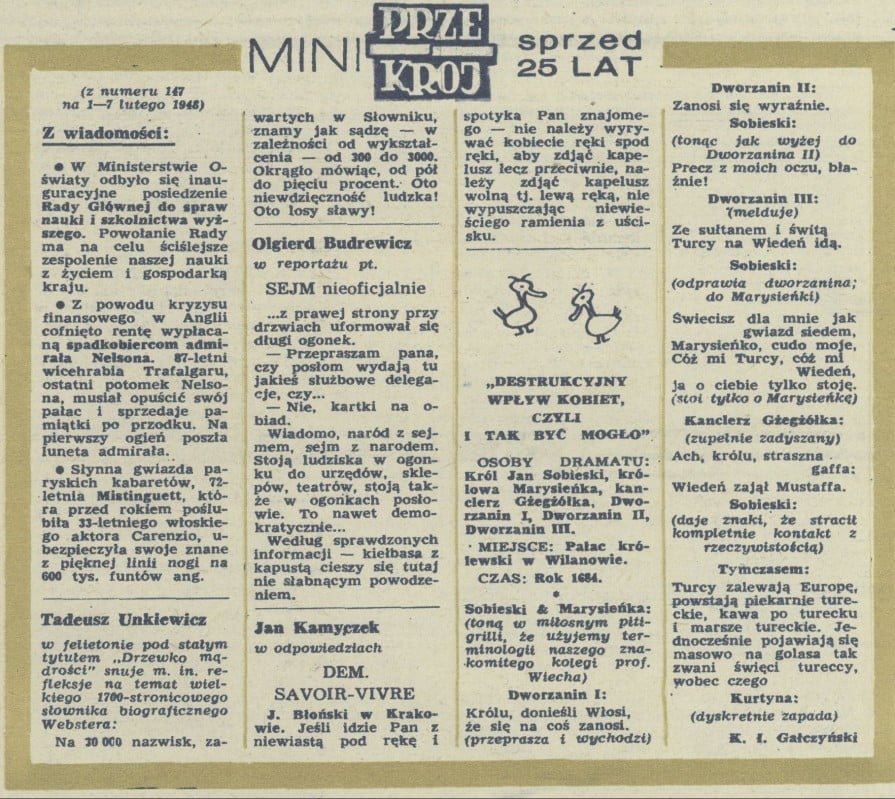 MINI PRZE
KRÓJ
sprzed
25 LAT
(z numeru 147
na 1—7 lutego 1948)
Z wiadomości:
● W Ministerstwie O-
światy odbyło się inau-
guracyjne posiedzenie
Rady Głównej do spraw
nauki i szkolnictwa wyż-
szego. Powołanie Rady
ma na celu ściślejsze
zespolenie naszej nauki
z życiem i gospodarką
kraju.
● Z powodu kryzysu
finansowego w Anglii
cofnięto rentę wypłaca-
ną spadkobiercom admi-
rała Nelsona. 87-letni
wicehrabia Trafalgaru,
ostatni potomek Nelso-
na, musiał opuścić swój
pałac i sprzedaje pa-
miątki po przodku. Na
pierwszy ogień poszła
luneta admirała.
● Słynna gwiazda pa-
ryskich kabaretów, 72-
letnia Mistinguett, któ-
ra przed rokiem poślu-
biła 33-letniego włoskie-
go aktora Carenzio, u-
bezpieczyła swoje znane
z pięknej linii nogi na
600 tys. funtów ang.
Tadeusz Unkiewicz
w felietonie pod stałym
tytułem „Drzewko mą-
drości” snuje m. in. re-
fleksje na temat wiel-
kiego 1700-stronicowego
słownika biograficznego
Webstera:
Na 30 000 nazwisk, za-
wartych w Słowniku,
znamy jak sądzę — w
zależności od wykształ-
cenia — od 300 do 3000.
Okrągło mówiąc, od pół
do pięciu procent. Oto
niewdzięczność ludzka!
Oto losy sławy!
Olgierd Budrewicz
w reportażu pt.
SEJM nieoficjalnie
...z prawej strony przy
drzwiach uformował się
długi ogonek.
— Przepraszam pana,
czy posłom wydają tu
jakieś służbowe delega-
cje, czy...
— Nie, kartki na o-
biad.
Wiadomo, naród z sej-
mem, sejm z narodem.
Stoją ludziska w ogon-
ku do urzędów, skle-
pów, teatrów, stoją tak-
że w ogonkach posło-
wie. To nawet demo-
kratycznie...
Według sprawdzonych
informacji — kiełbasa z
kapustą cieszy się tutaj
nie słabnącym powodze-
niem.
Jan Kamyczek
w odpowiedziach
DEM.
SAVOIR-VIVRE
J. Błoński w Krako-
wie. Jeśli idzie Pan z
niewiastą pod rękę i
spotyka Pan znajome-
go — nie należy wyry-
wać kobiecie ręki spod
ręki, aby zdjąć kape-
lusz lecz przeciwnie, na-
leży zdjąć kapelusz
wolną tj. lewą ręką, nie
wypuszczając niewie-
ściego ramienia z uści-
sku.
„DESTRUKCYJNY
WPŁYW KOBIET,
CZYLI
I TAK BYĆ MOGŁO”
OSOBY DRAMATU:
Król Jan Sobieski, kró-
lowa Marysieńka, kan-
clerz Gżegżółka, Dwo-
rzanin I, Dworzanin II,
Dworzanin III.
MIEJSCE: Pałac kró-
lewski w Wilanowie.
CZAS: Rok 1684.
*
Sobieski & Marysieńka:
(toną w miłosnym piti-
grilli, że użyjemy ter-
minologii naszego zna-
komitego kolegi prof.
Wiecha)
Dworzanin I:
Królu, donieśli Włosi,
że się na coś zanosi.
(przeprasza i wychodzi)
Dworzanin II:
Zanosi się wyraźnie.
Sobieski:
(tonąc jak wyżej do
Dworzanina II)
Precz z moich oczu, bła-
źnie!
Dworzanin III:
(melduje)
Ze sułtanem i świtą
Turcy na Wiedeń idą.
Sobieski:
(odprawia dworzanina;
do Marysieńki)
Świecisz dla mnie jak
gwiazd siedem,
Marysieńko, cudo moje,
Cóż mi Turcy, cóż mi
Wiedeń,
ja o ciebie tylko stoję.
(stoi tylko o Marysieńkę)
Kanclerz Gżegżółka:
(zupełnie zadyszany)
Ach, królu, straszna
gaffa:
Wiedeń zajął Mustaffa.
Sobieski:
(daje znaki, że stracił
kompletnie kontakt z
rzeczywistością)
Tymczasem:
Turcy zalewają Europę,
powstają piekarnie ture-
ckie, kawa po turecku
i marsze tureckie. Je-
dnocześnie pojawiają się
masowo na golasa tak
zwani święci tureccy,
wobec czego
Kurtyna:
(dyskretnie zapada)
K. I. Gałczyński